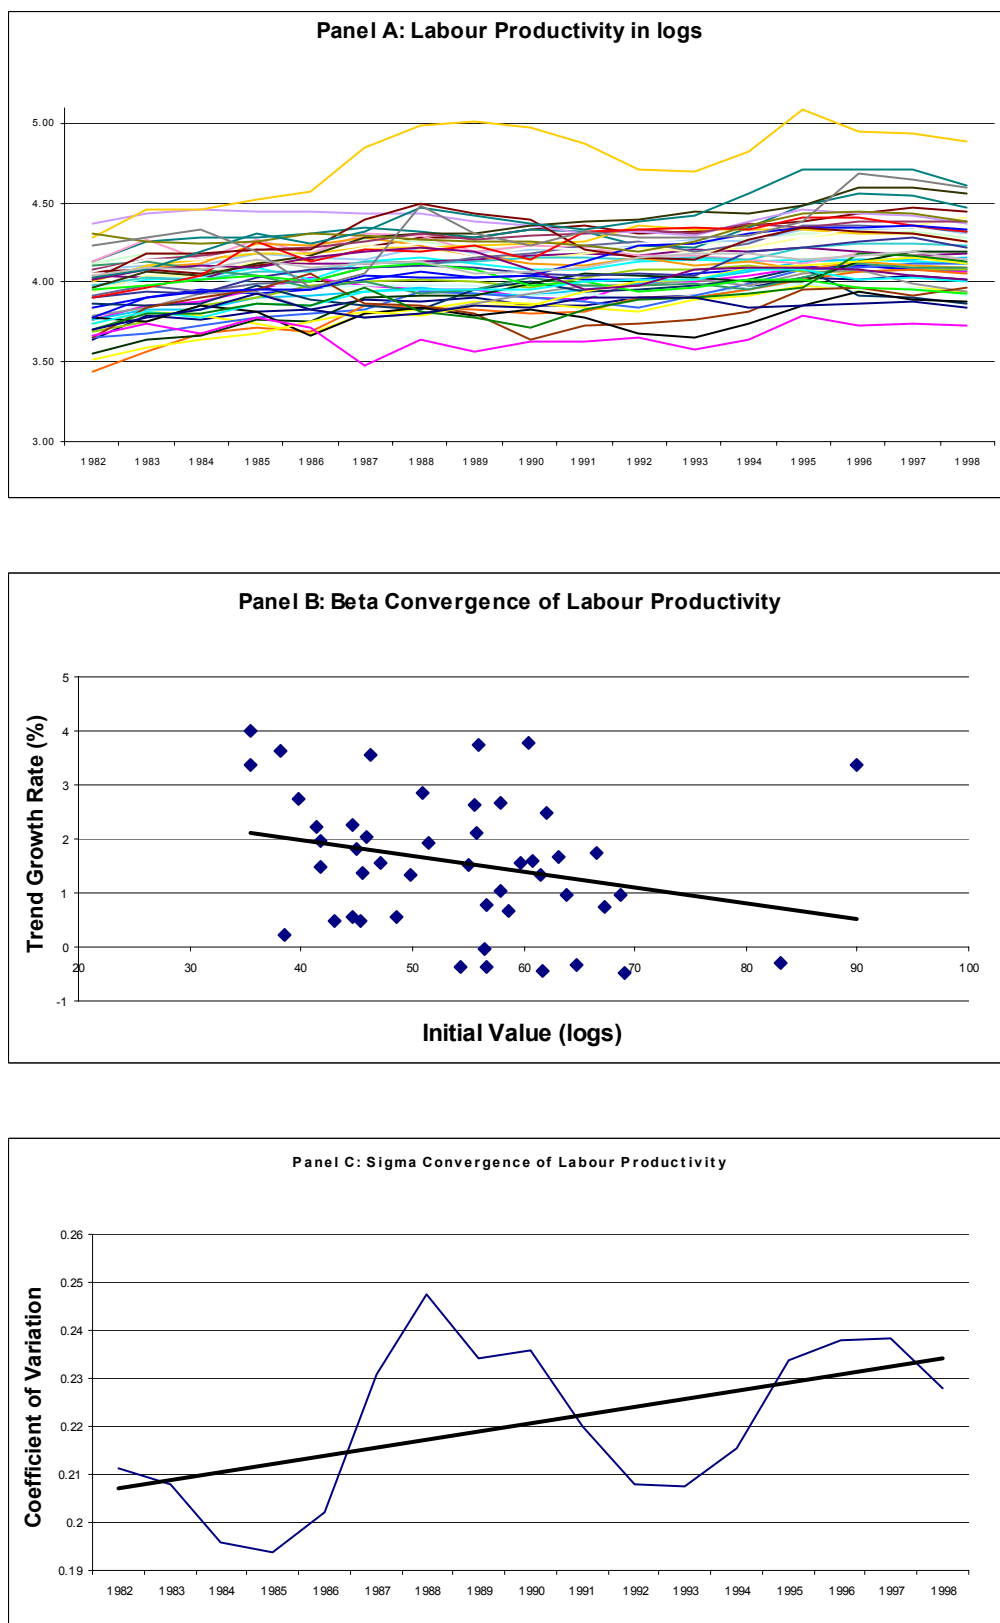 Panel A: Labour Productivity in logs
5.00
4.50
4.00
3.50
3.00
1982 1983 1984 1985 1986 1987 1988 1989 1990 1991 1992 1993 1994 1995 1996 1997 1998
Panel B: Beta Convergence of Labour Productivity
Trend Growth Rate (%)
5
4
3
2
1
0
-1
20 30 40 50 60 70 80 90 100
Initial Value (logs)
Panel C: Sigma Convergence of Labour Productivity
Coefficient of Variation
0.26
0.25
0.24
0.23
0.22
0.21
0.2
0.19
1982 1983 1984 1985 1986 1987 1988 1989 1990 1991 1992 1993 1994 1995 1996 1997 1998